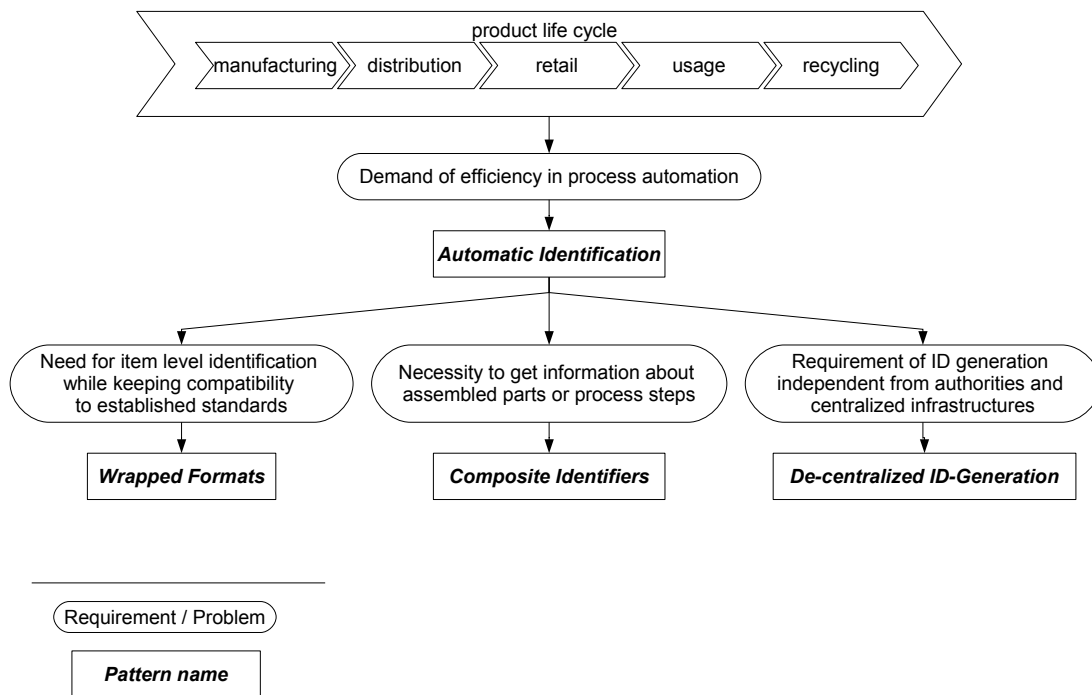 product life cycle
manufacturing distribution retail usage recycling
Demand of efficiency in process automation
Automatic Identification
Need for item level identification
while keeping compatibility
to established standards
Necessity to get information about
assembled parts or process steps
Requirement of ID generation
independent from authorities and
centralized infrastructures
Wrapped Formats
Composite Identifiers
De-centralized ID-Generation
Requirement / Problem
Pattern name